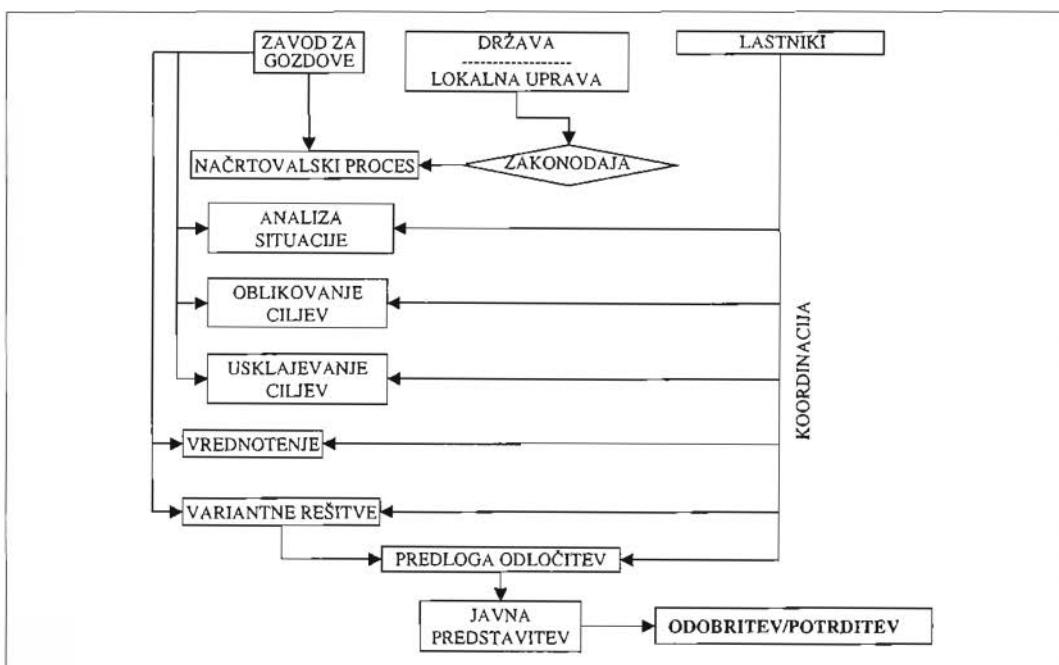 ZAVOD ZA
GOZDOVE
DRŽAVA
-----------------
LOKALNA UPRAVA
LASTNIKI
NAČRTOVALSKI PROCES
ZAKONODAJA
ANALIZA
SITUACIJE
OBLIKOVANJE
CILJEV
USKLAJEVANJE
CILJEV
KOORDINACIJA
VREDNOTENJE
VARIANTNE REŠITVE
PREDLOGA ODLOČITEV
JAVNA
PREDSTAVITEV
ODOBRITEV/POTRDITEV